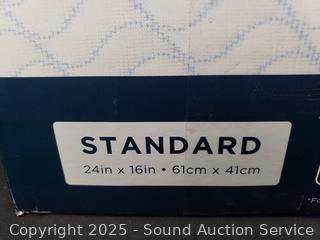 STANDARD
24in x 16in • 61cm x 41cm
Copyright 2025 - Sound Auction Service